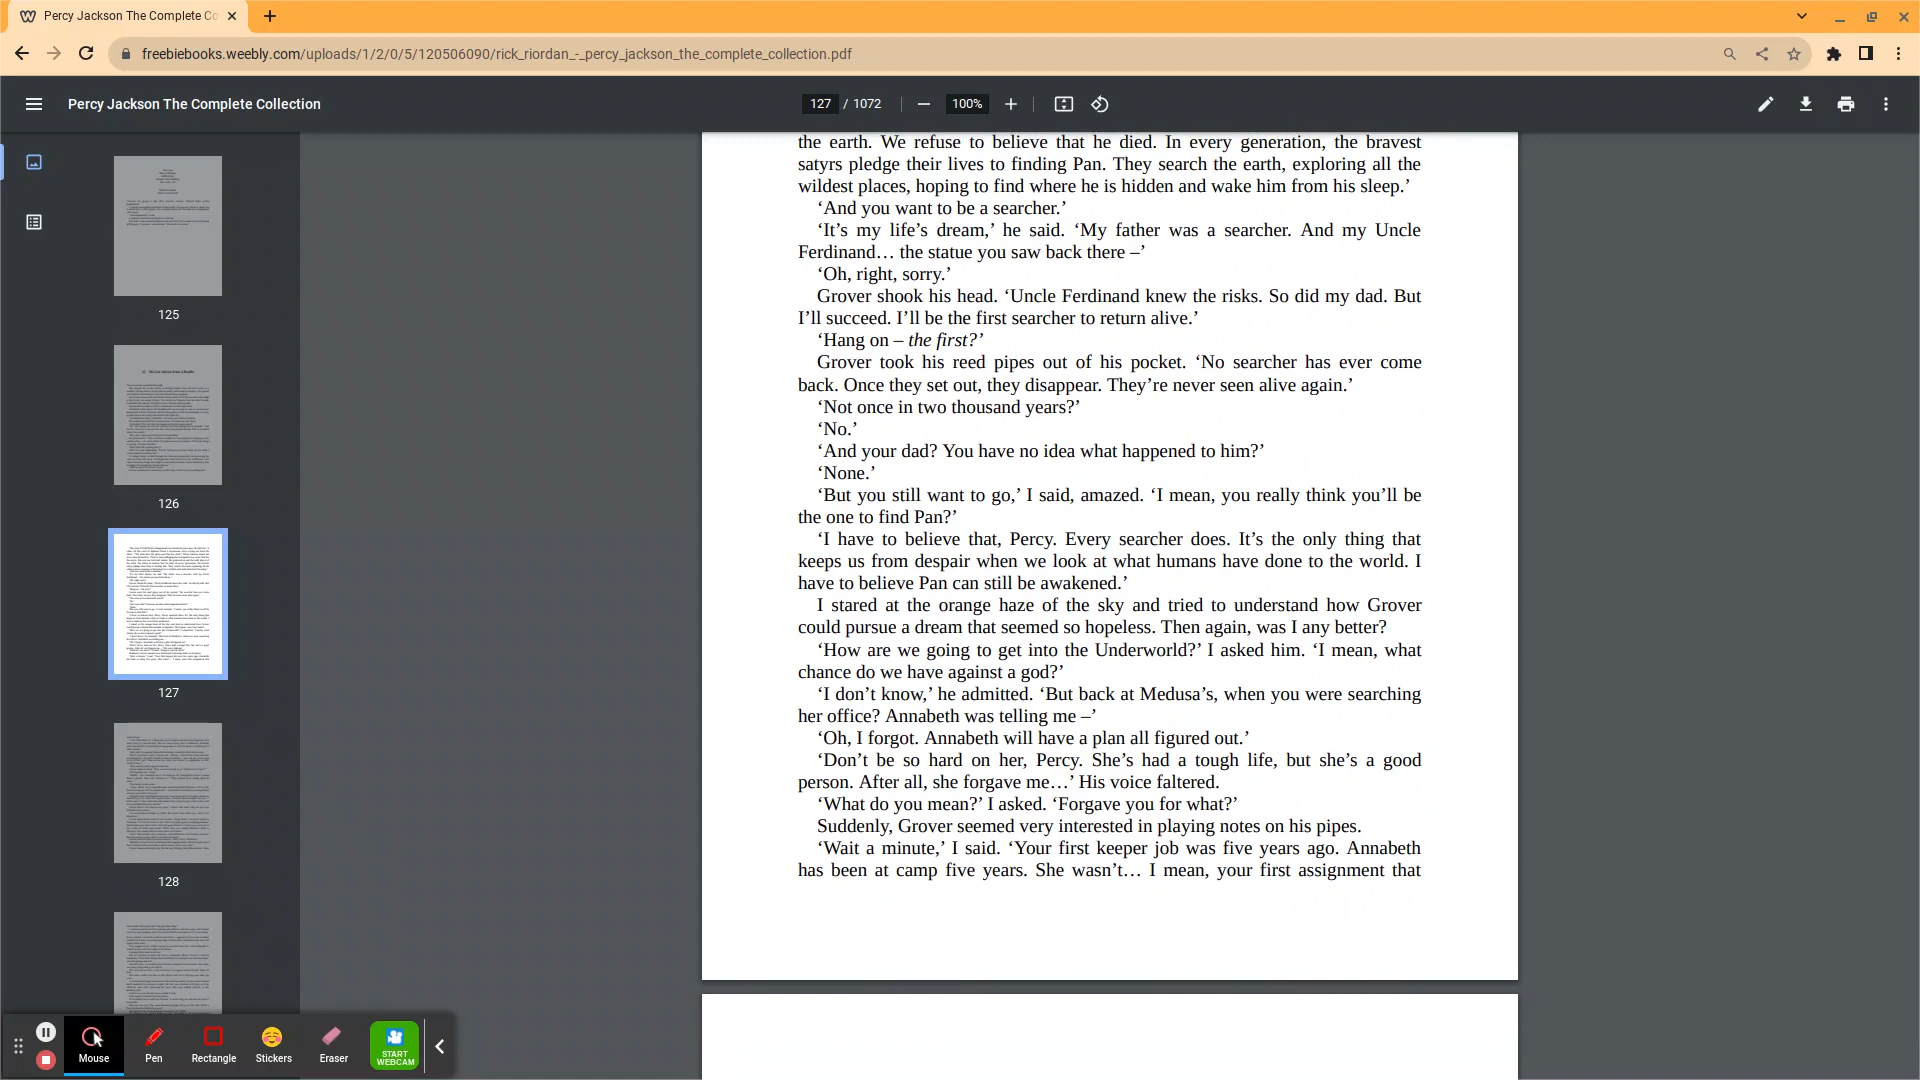 Percy Jackson The Complete Co
freebiebooks.weebly.com/uploads/1/2/0/5/120506090/rick_riordan_-_percy_jackson_the_complete_collection.pdf
Percy Jackson The Complete Collection
127 / 1072
100%
125
126
127
128
the earth. We refuse to believe that he died. In every generation, the bravest
satyrs pledge their lives to finding Pan. They search the earth, exploring all the
wildest places, hoping to find where he is hidden and wake him from his sleep.’
‘And you want to be a searcher.’
‘It’s my life’s dream,’ he said. ‘My father was a searcher. And my Uncle
Ferdinand… the statue you saw back there –’
‘Oh, right, sorry.’
Grover shook his head. ‘Uncle Ferdinand knew the risks. So did my dad. But
I’ll succeed. I’ll be the first searcher to return alive.’
‘Hang on – the first?’
Grover took his reed pipes out of his pocket. ‘No searcher has ever come
back. Once they set out, they disappear. They’re never seen alive again.’
‘Not once in two thousand years?’
‘No.’
‘And your dad? You have no idea what happened to him?’
‘None.’
‘But you still want to go,’ I said, amazed. ‘I mean, you really think you’ll be
the one to find Pan?’
‘I have to believe that, Percy. Every searcher does. It’s the only thing that
keeps us from despair when we look at what humans have done to the world. I
have to believe Pan can still be awakened.’
I stared at the orange haze of the sky and tried to understand how Grover
could pursue a dream that seemed so hopeless. Then again, was I any better?
‘How are we going to get into the Underworld?’ I asked him. ‘I mean, what
chance do we have against a god?’
‘I don’t know,’ he admitted. ‘But back at Medusa’s, when you were searching
her office? Annabeth was telling me –’
‘Oh, I forgot. Annabeth will have a plan all figured out.’
‘Don’t be so hard on her, Percy. She’s had a tough life, but she’s a good
person. After all, she forgave me…’ His voice faltered.
‘What do you mean?’ I asked. ‘Forgave you for what?’
Suddenly, Grover seemed very interested in playing notes on his pipes.
‘Wait a minute,’ I said. ‘Your first keeper job was five years ago. Annabeth
has been at camp five years. She wasn’t… I mean, your first assignment that
Mouse
Pen
Rectangle
Stickers
Eraser
START
WEBCAM